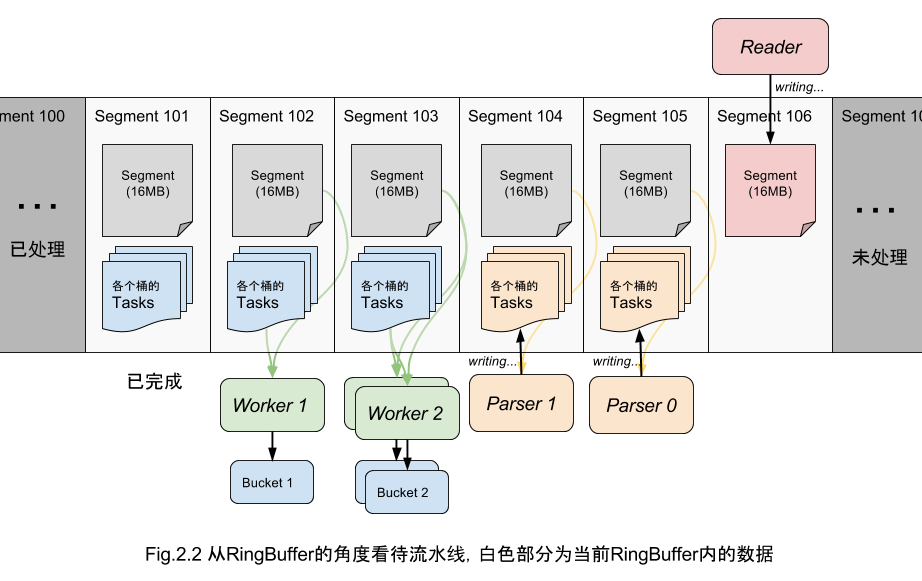 Reader
writing...
ment 100
Segment 101
Segment 102
Segment 103
Segment 104
Segment 105
Segment 106
Segment 10
Segment
(16MB)
Segment
(16MB)
Segment
(16MB)
Segment
(16MB)
Segment
(16MB)
Segment
(16MB)
...
已处理
...
未处理
各个桶的
Tasks
各个桶的
Tasks
各个桶的
Tasks
各个桶的
Tasks
各个桶的
Tasks
writing...
writing...
已完成
Worker 1
Worker 2
Parser 1
Parser 0
Bucket 1
Bucket 2
Fig.2.2 从RingBuffer的角度看待流水线, 白色部分为当前RingBuffer内的数据